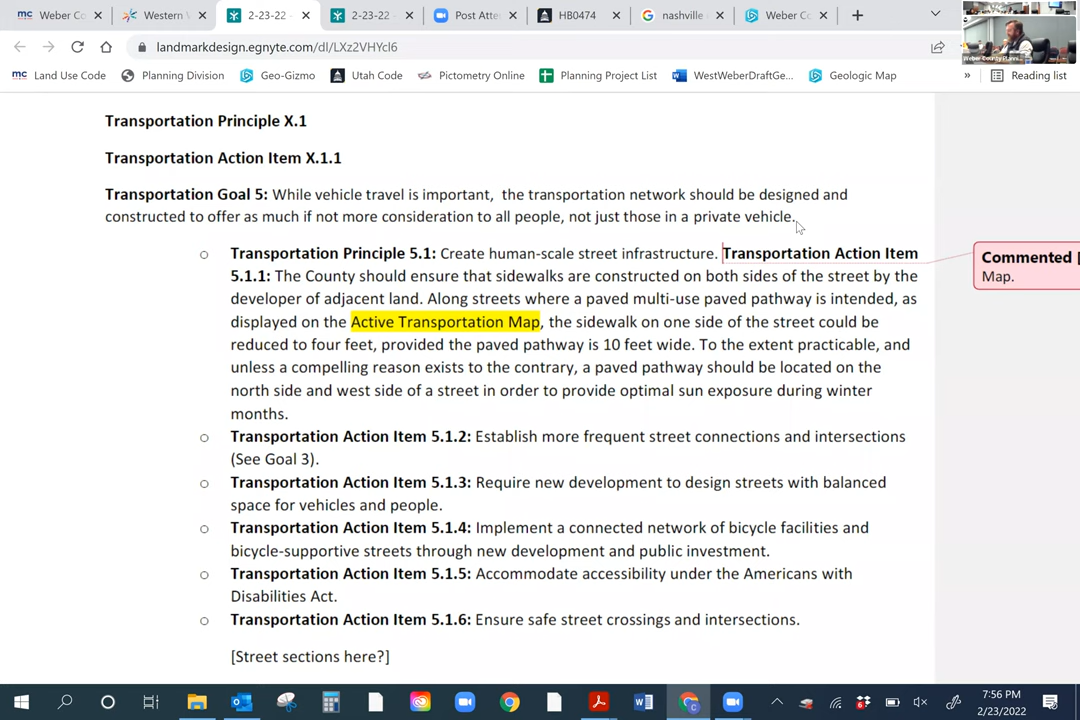 Weber Co
Western
2-23-22
2-23-22
Post Atte
HB0474
nashville
Weber Co
landmarkdesign.egnyte.com/dl/LXz2VHYcl6
Land Use Code
Planning Division
Geo-Gizmo
Utah Code
Pictometry Online
Planning Project List
WestWeberDraftGe...
Geologic Map
»
Reading list
Transportation Principle X.1
Transportation Action Item X.1.1
Transportation Goal 5: While vehicle travel is important, the transportation network should be designed and
constructed to offer as much if not more consideration to all people, not just those in a private vehicle.
Transportation Principle 5.1: Create human-scale street infrastructure. Transportation Action Item
5.1.1: The County should ensure that sidewalks are constructed on both sides of the street by the
developer of adjacent land. Along streets where a paved multi-use paved pathway is intended, as
displayed on the Active Transportation Map, the sidewalk on one side of the street could be
reduced to four feet, provided the paved pathway is 10 feet wide. To the extent practicable, and
unless a compelling reason exists to the contrary, a paved pathway should be located on the
north side and west side of a street in order to provide optimal sun exposure during winter
months.
Transportation Action Item 5.1.2: Establish more frequent street connections and intersections
(See Goal 3).
Transportation Action Item 5.1.3: Require new development to design streets with balanced
space for vehicles and people.
Transportation Action Item 5.1.4: Implement a connected network of bicycle facilities and
bicycle-supportive streets through new development and public investment.
Transportation Action Item 5.1.5: Accommodate accessibility under the Americans with
Disabilities Act.
Transportation Action Item 5.1.6: Ensure safe street crossings and intersections.
[Street sections here?]
Commented [
Map.
7:56 PM
2/23/2022